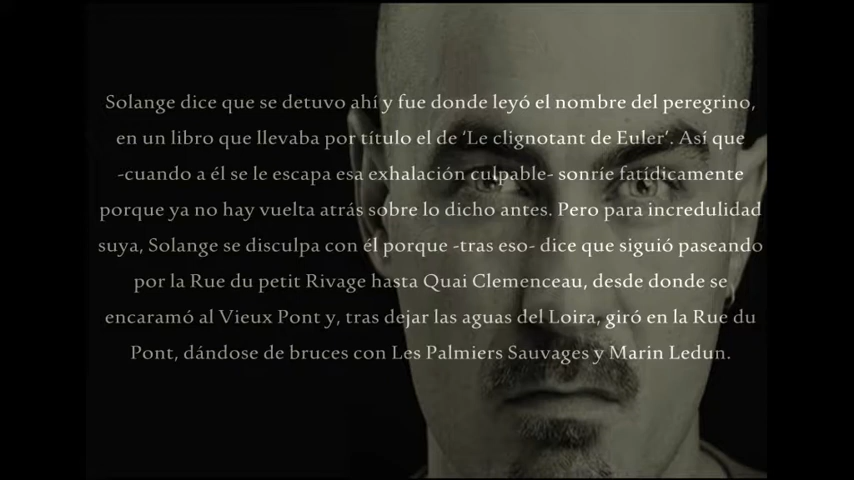 Solange dice que se detuvo ahí y fue donde leyó el nombre del peregrino,
en un libro que llevaba por título el de ‘Le clignotant de Euler’. Así que
-cuando a él se le escapa esa exhalación culpable- sonríe fatídicamente
porque ya no hay vuelta atrás sobre lo dicho antes. Pero para incredulidad
suya, Solange se disculpa con él porque -tras eso- dice que siguió paseando
por la Rue du petit Rivage hasta Quai Clemenceau, desde donde se
encaramó al Vieux Pont y, tras dejar las aguas del Loira, giró en la Rue du
Pont, dándose de bruces con Les Palmiers Sauvages y Marin Ledun.